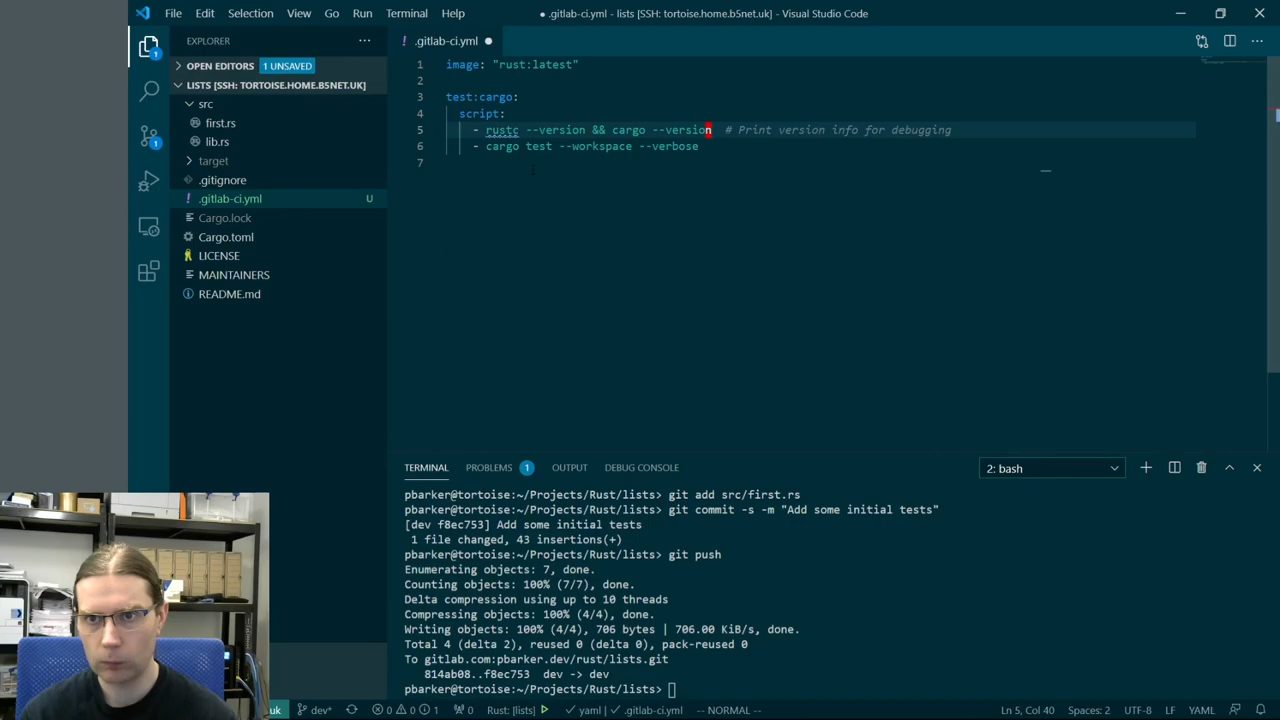 File Edit Selection View Go Run Terminal Help
● .gitlab-ci.yml - lists [SSH: tortoise.home.b5net.uk] - Visual Studio Code
EXPLORER
OPEN EDITORS 1 UNSAVED
LISTS [SSH: TORTOISE.HOME.B5NET.UK]
src
first.rs
lib.rs
target
.gitignore
! .gitlab-ci.yml U
Cargo.lock
Cargo.toml
LICENSE
MAINTAINERS
README.md
1
1
! .gitlab-ci.yml ●
1 image: "rust:latest"
2
3 test:cargo:
4 script:
5 - rustc --version && cargo --version # Print version info for debugging
6 - cargo test --workspace --verbose
7
TERMINAL PROBLEMS 1 OUTPUT DEBUG CONSOLE
2: bash
pbarker@tortoise:~/Projects/Rust/lists> git add src/first.rs
pbarker@tortoise:~/Projects/Rust/lists> git commit -s -m "Add some initial tests"
[dev f8ec753] Add some initial tests
1 file changed, 43 insertions(+)
pbarker@tortoise:~/Projects/Rust/lists> git push
Enumerating objects: 7, done.
Counting objects: 100% (7/7), done.
Delta compression using up to 10 threads
Compressing objects: 100% (4/4), done.
Writing objects: 100% (4/4), 706 bytes | 706.00 KiB/s, done.
Total 4 (delta 2), reused 0 (delta 0), pack-reused 0
To gitlab.com:pbarker.dev/rust/lists.git
814ab08..f8ec753 dev -> dev
pbarker@tortoise:~/Projects/Rust/lists>
uk dev* 0 0 1 0 Rust: [lists] yaml | .gitlab-ci.yml -- NORMAL -- Ln 5, Col 40 Spaces: 2 UTF-8 LF YAML